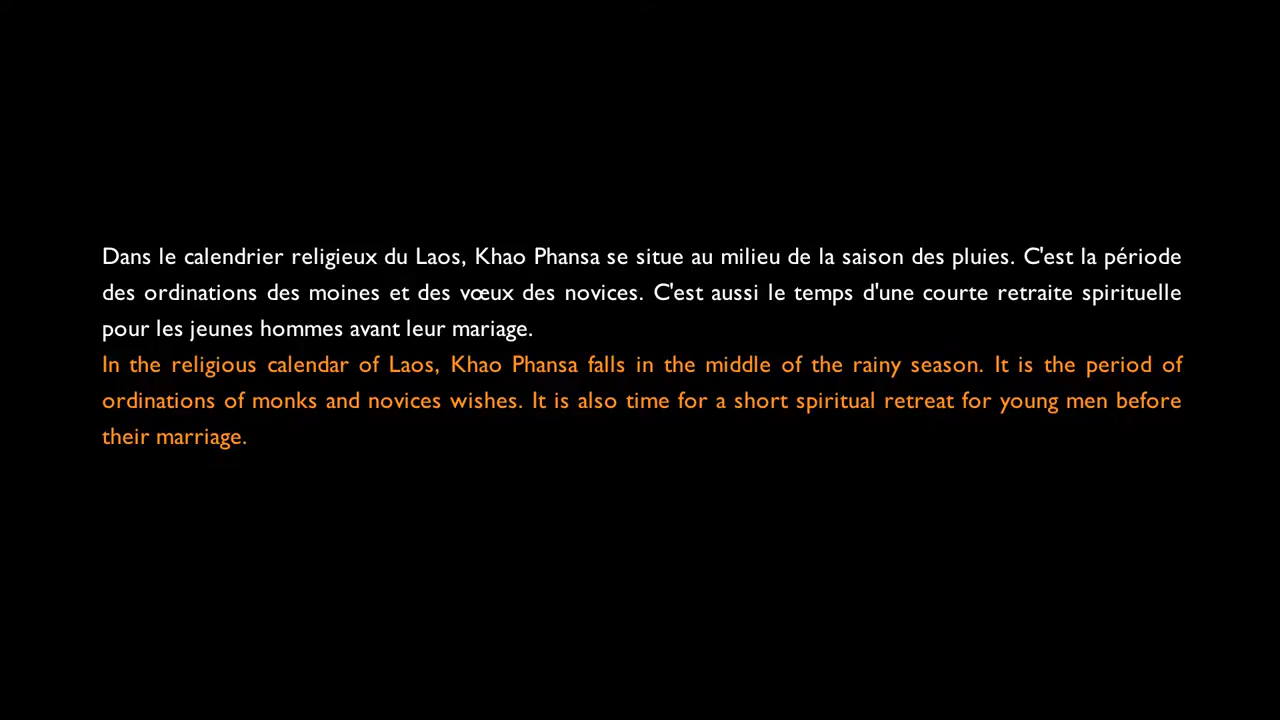 Dans le calendrier religieux du Laos, Khao Phansa se situe au milieu de la saison des pluies. C'est la période
des ordinations des moines et des vœux des novices. C'est aussi le temps d'une courte retraite spirituelle
pour les jeunes hommes avant leur mariage.
In the religious calendar of Laos, Khao Phansa falls in the middle of the rainy season. It is the period of
ordinations of monks and novices wishes. It is also time for a short spiritual retreat for young men before
their marriage.